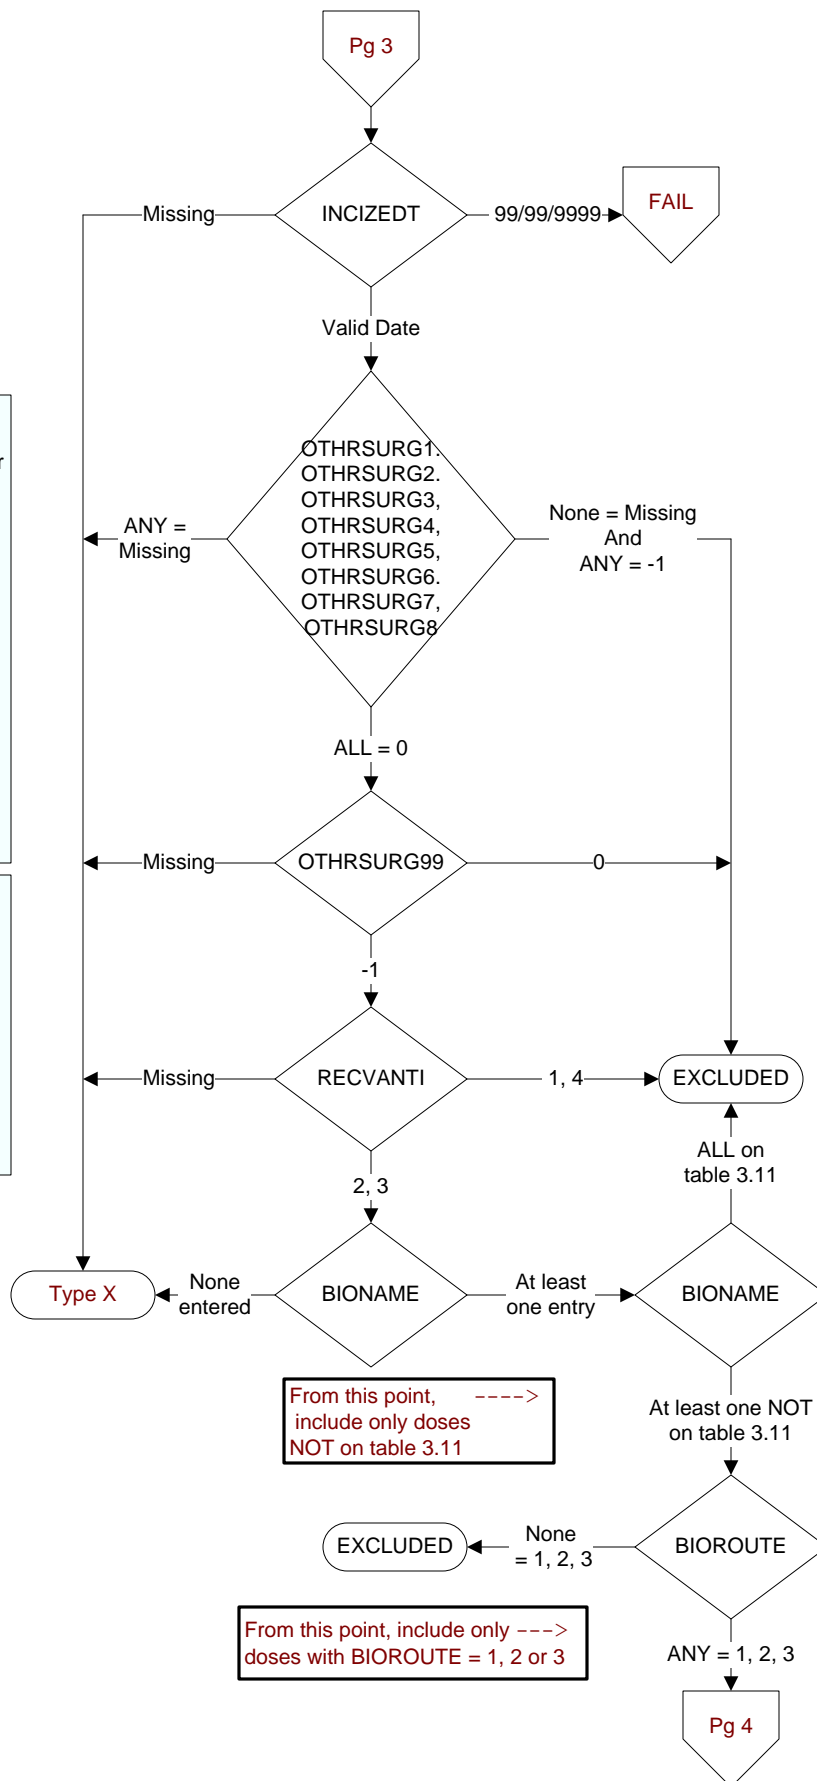 Pg 3
INCIZEDT
Missing
99/99/9999
FAIL
Valid Date
r
OTHRSURG1.
OTHRSURG2.
OTHRSURG3,
OTHRSURG4,
OTHRSURG5,
OTHRSURG6.
OTHRSURG7,
OTHRSURG8
ANY =
Missing
None = Missing
And
ANY = -1
ALL = 0
Missing
OTHRSURG99
0
-1
Missing
RECVANTI
1, 4
EXCLUDED
2, 3
ALL on
table 3.11
Type X
None
entered
BIONAME
At least
one entry
BIONAME
From this point, ---->
include only doses
NOT on table 3.11
At least one NOT
on table 3.11
EXCLUDED
None
= 1, 2, 3
BIOROUTE
From this point, include only --->
doses with BIOROUTE = 1, 2 or 3
ANY = 1, 2, 3
Pg 4